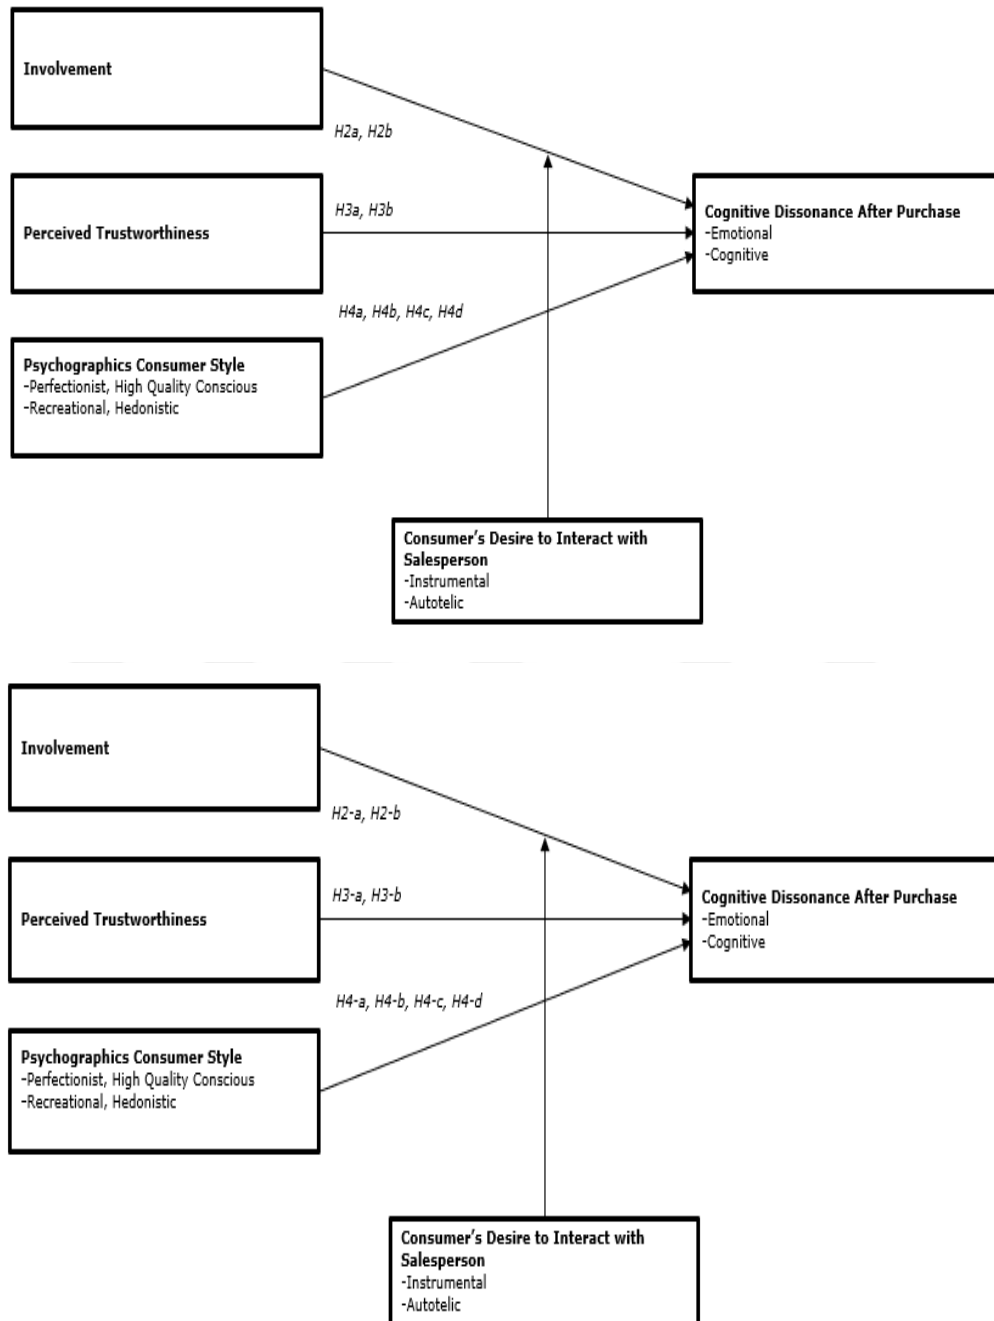 Involvement
H2a, H2b
H3a, H3b
Perceived Trustworthiness
Cognitive Dissonance After Purchase
-Emotional
-Cognitive
H4a, H4b, H4c, H4d
Psychographics Consumer Style
-Perfectionist, High Quality Conscious
-Recreational, Hedonistic
Consumer’s Desire to Interact with
Salesperson
-Instrumental
-Autotelic
Involvement
H2-a, H2-b
H3-a, H3-b
Perceived Trustworthiness
Cognitive Dissonance After Purchase
-Emotional
-Cognitive
H4-a, H4-b, H4-c, H4-d
Psychographics Consumer Style
-Perfectionist, High Quality Conscious
-Recreational, Hedonistic
Consumer’s Desire to Interact with
Salesperson
-Instrumental
-Autotelic